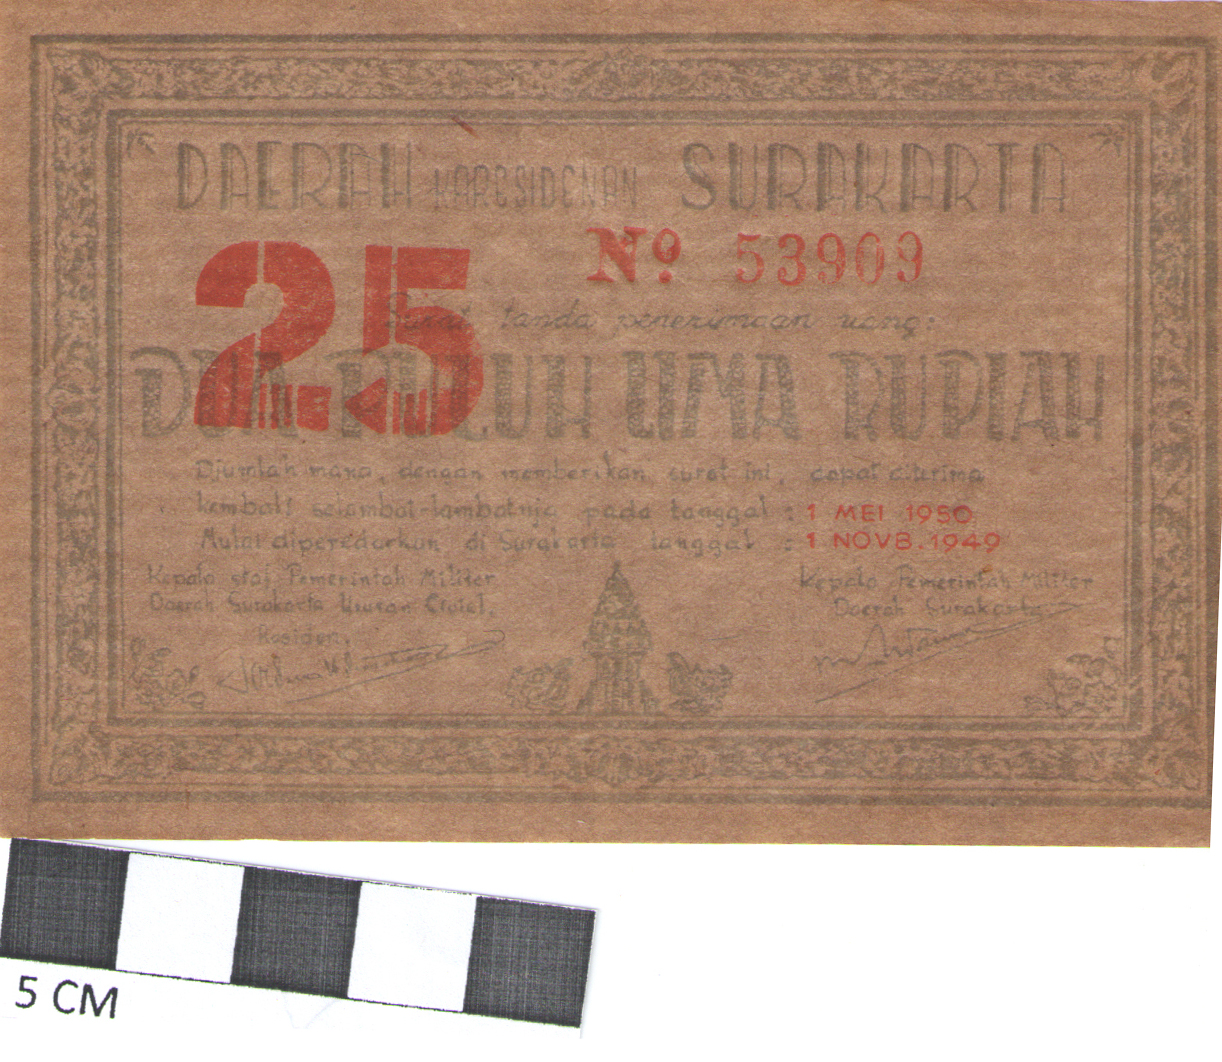 DAERAH KARESIDENAN SURAKARTA
Nº 53909
25
Surat tanda penerimaan uang:
DUA PULUH LIMA RUPIAH
Djumlah mana, dengan memberikan surat ini, dapat diterima
kembali selambat-lambatnja pada tanggal : 1 MEI 1950
Mulai diperedarkan di Surakarta tanggal : 1 NOVB. 1949
Kepala staf Pemerintah Militer
Daerah Surakarta Urusan Civiel.
Residen.
Kepala Pemerintah Militer
Daerah Surakarta
5 CM